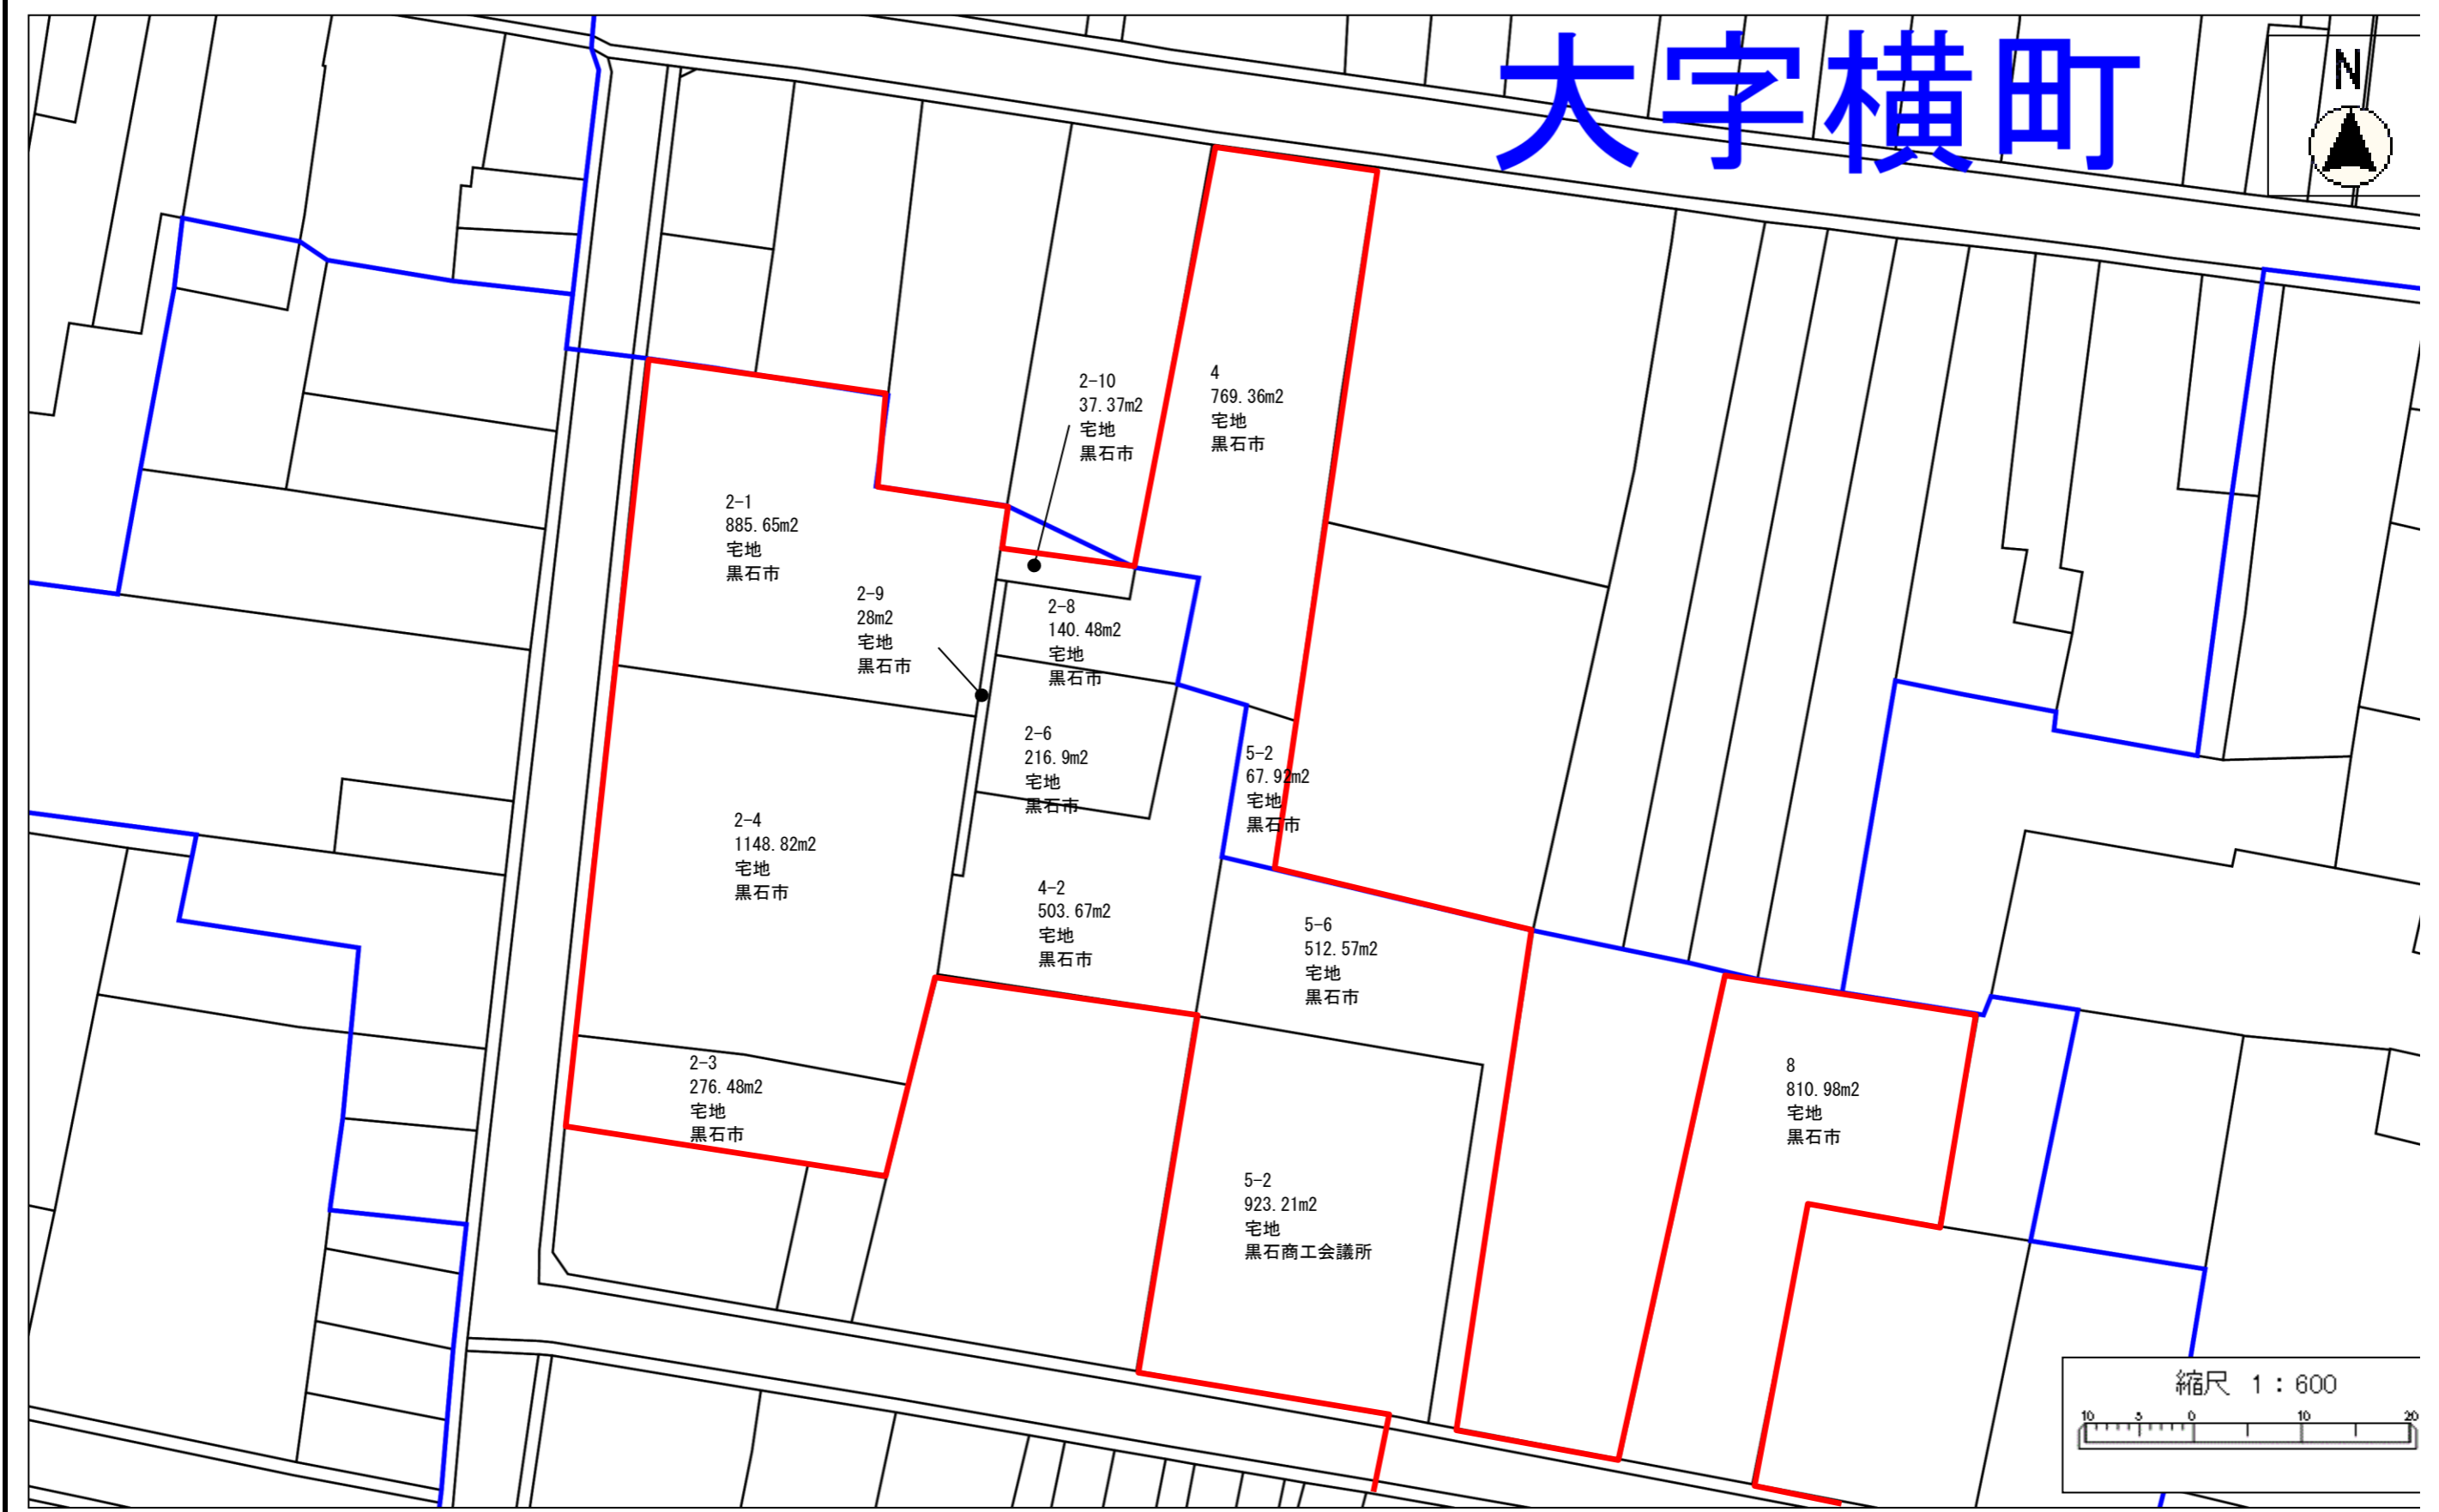 大字横町
N
2-10
37.37m2
宅地
黒石市
4
769.36m2
宅地
黒石市
2-1
885.65m2
宅地
黒石市
2-9
28m2
宅地
黒石市
2-8
140.48m2
宅地
黒石市
2-6
216.9m2
宅地
黒石市
5-2
67.92m2
宅地
黒石市
2-4
1148.82m2
宅地
黒石市
4-2
503.67m2
宅地
黒石市
5-6
512.57m2
宅地
黒石市
2-3
276.48m2
宅地
黒石市
8
810.98m2
宅地
黒石市
5-2
923.21m2
宅地
黒石商工会議所
縮尺 1:600
10 5 0 10 20